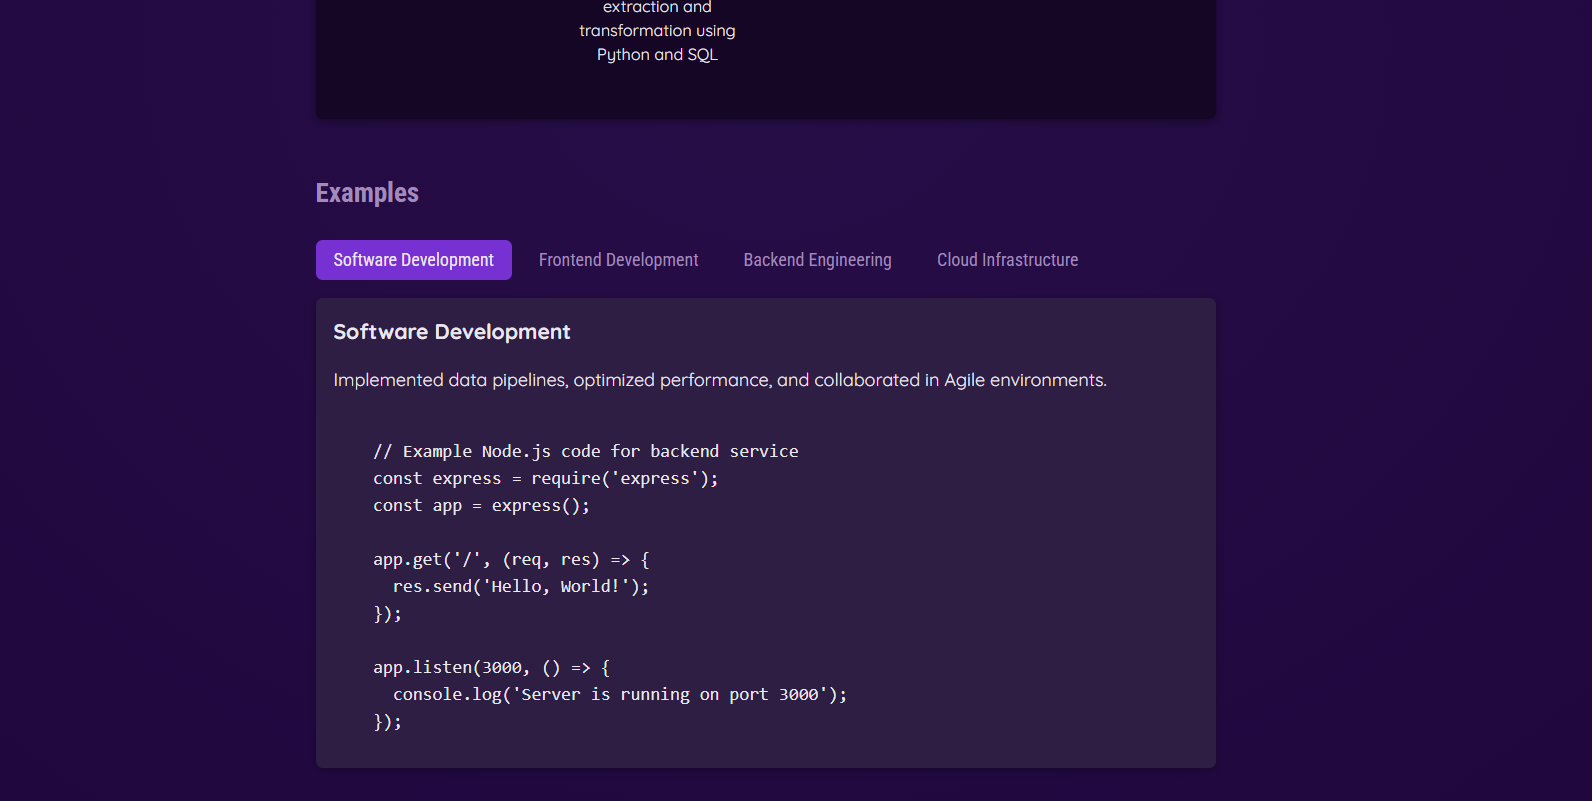 extraction and
transformation using
Python and SQL
Examples
Software Development Frontend Development Backend Engineering Cloud Infrastructure
Software Development
Implemented data pipelines, optimized performance, and collaborated in Agile environments.
// Example Node.js code for backend service
const express = require('express');
const app = express();
app.get('/', (req, res) => {
  res.send('Hello, World!');
});
app.listen(3000, () => {
  console.log('Server is running on port 3000');
});